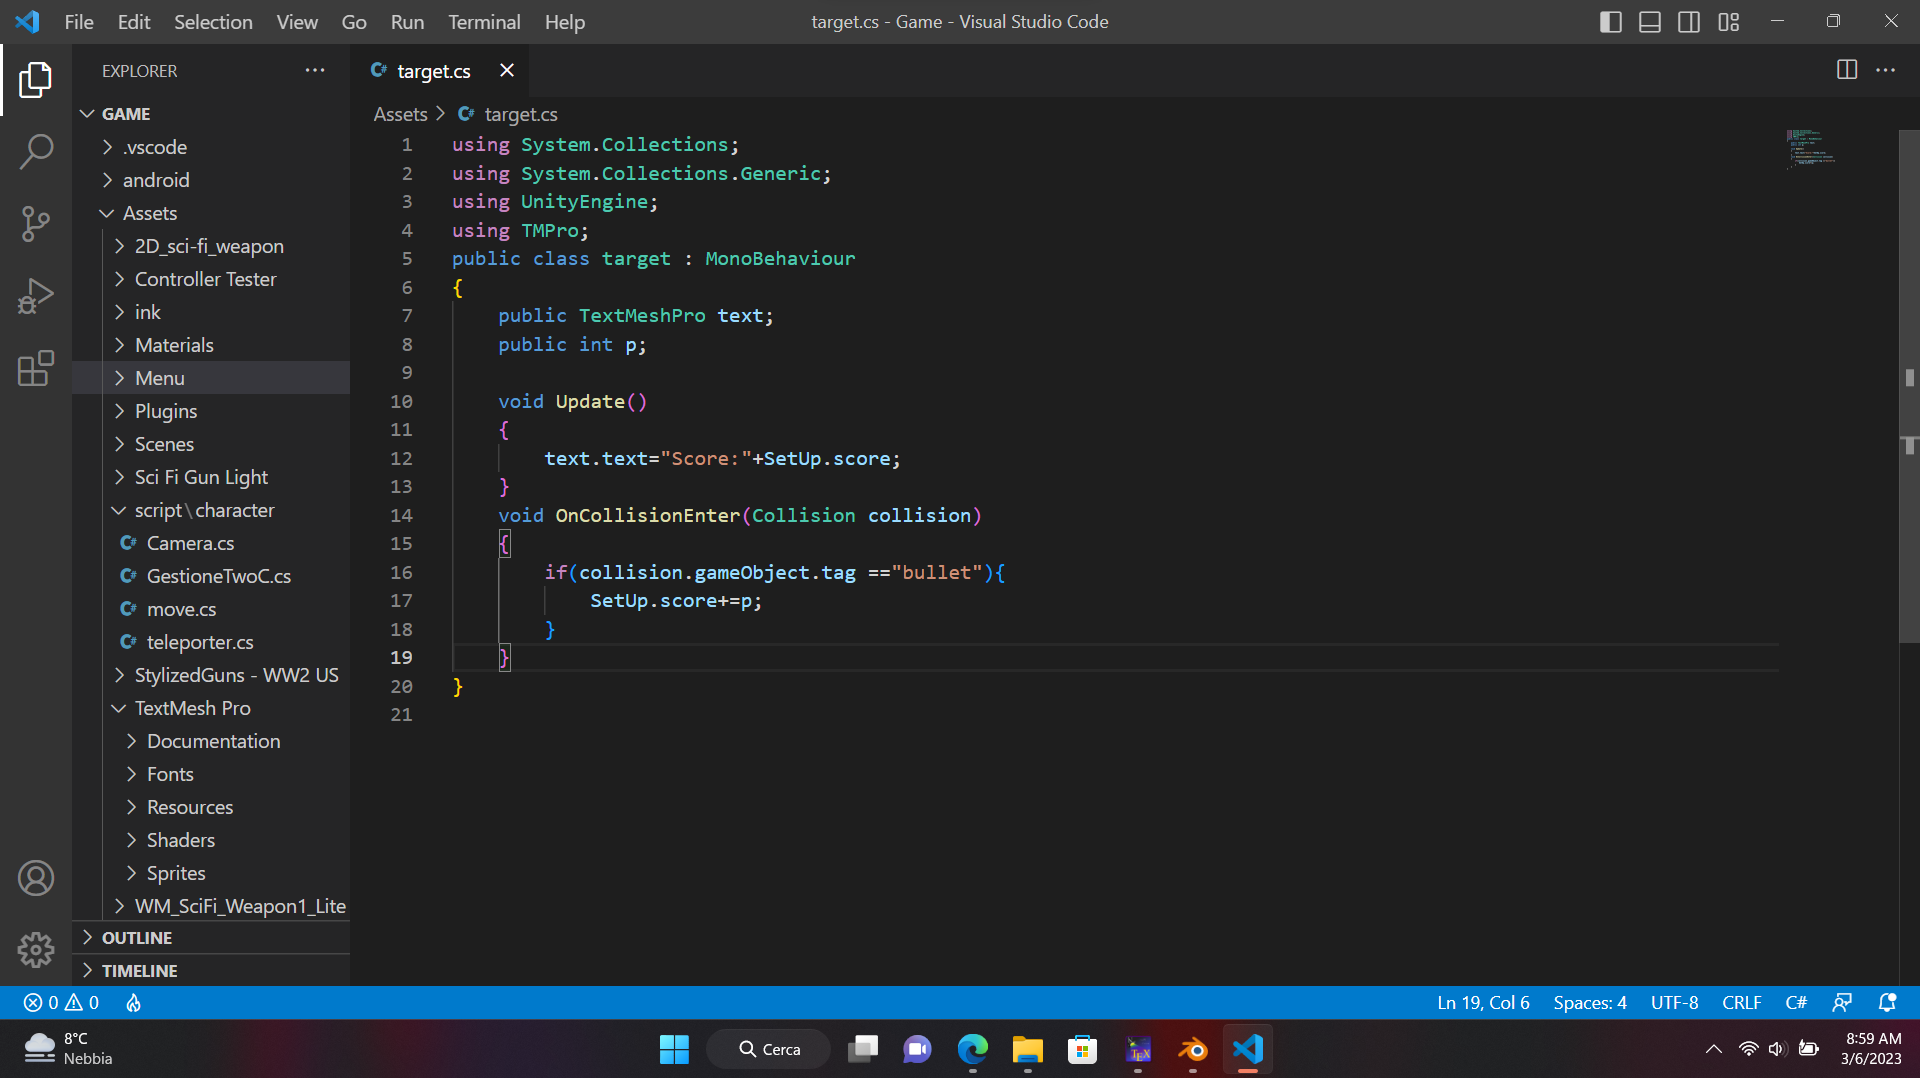 File Edit Selection View Go Run Terminal Help
target.cs - Game - Visual Studio Code
EXPLORER
GAME
.vscode
android
Assets
2D_sci-fi_weapon
Controller Tester
ink
Materials
Menu
Plugins
Scenes
Sci Fi Gun Light
script\character
C# Camera.cs
C# GestioneTwoC.cs
C# move.cs
C# teleporter.cs
StylizedGuns - WW2 US
TextMesh Pro
Documentation
Fonts
Resources
Shaders
Sprites
WM_SciFi_Weapon1_Lite
OUTLINE
TIMELINE
C# target.cs
Assets > C# target.cs
1 using System.Collections;
2 using System.Collections.Generic;
3 using UnityEngine;
4 using TMPro;
5 public class target : MonoBehaviour
6 {
7     public TextMeshPro text;
8     public int p;
9
10     void Update()
11     {
12         text.text="Score:"+SetUp.score;
13     }
14     void OnCollisionEnter(Collision collision)
15     {
16         if(collision.gameObject.tag =="bullet"){
17             SetUp.score+=p;
18         }
19     }
20 }
21
0 0
Ln 19, Col 6 Spaces: 4 UTF-8 CRLF C#
8°C
Nebbia
Cerca
TEX
8:59 AM
3/6/2023